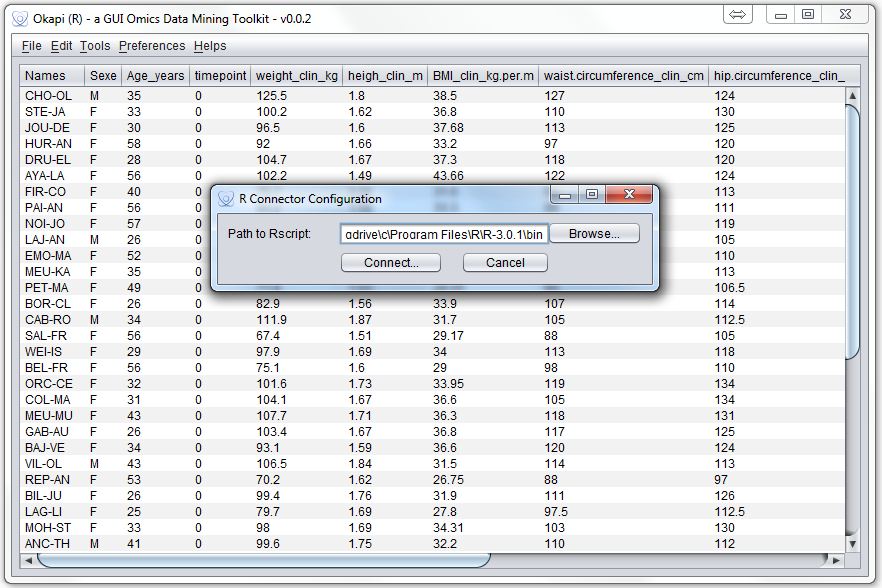 Okapi (R) - a GUI Omics Data Mining Toolkit - v0.0.2
File Edit Tools Preferences Helps
Names Sexe Age_years timepoint weight_clin_kg heigh_clin_m BMI_clin_kg.per.m waist.circumference_clin_cm hip.circumference_clin_
CHO-OL M 35 0 125.5 1.8 38.5 127 124
STE-JA F 33 0 100.2 1.62 36.8 110 130
JOU-DE F 30 0 96.5 1.6 37.68 113 125
HUR-AN F 58 0 92 1.66 33.2 97 120
DRU-EL F 28 0 104.7 1.67 37.3 118 120
AYA-LA F 56 0 102.2 1.49 43.66 122 124
FIR-CO F 40 113
PAI-AN F 56 111
NOI-JO F 57 119
LAJ-AN M 26 105
EMO-MA F 52 110
MEU-KA F 35 113
PET-MA F 49 106.5
R Connector Configuration
Path to Rscript: gdrive\c\Program Files\R\R-3.0.1\bin Browse...
Connect... Cancel
BOR-CL F 26 0 82.9 1.56 33.9 107 114
CAB-RO M 34 0 111.9 1.87 31.7 105 112.5
SAL-FR F 56 0 67.4 1.51 29.17 88 105
WEI-IS F 29 0 97.9 1.69 34 113 118
BEL-FR F 56 0 75.1 1.6 29 98 110
ORC-CE F 32 0 101.6 1.73 33.95 119 134
COL-MA F 31 0 104.1 1.67 36.6 105 134
MEU-MU F 43 0 107.7 1.71 36.3 118 131
GAB-AU F 26 0 103.4 1.67 36.8 117 125
BAJ-VE F 34 0 93.1 1.59 36.6 120 124
VIL-OL M 43 0 106.5 1.84 31.5 114 113
REP-AN F 53 0 70.2 1.62 26.75 88 97
BIL-JU F 26 0 99.4 1.76 31.9 111 126
LAG-LI F 25 0 79.7 1.69 27.8 97.5 112.5
MOH-ST F 33 0 98 1.69 34.31 103 130
ANC-TH M 41 0 99.6 1.75 32.2 110 112